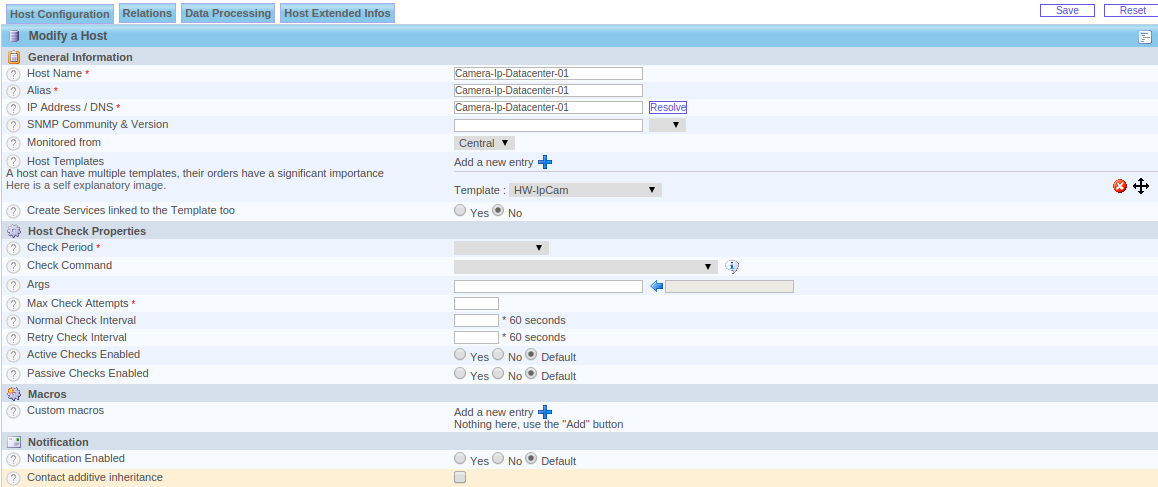 Host Configuration Relations Data Processing Host Extended Infos Save Reset
Modify a Host
General Information
Host Name * Camera-Ip-Datacenter-01
Alias * Camera-Ip-Datacenter-01
IP Address / DNS * Camera-Ip-Datacenter-01 Resolve
SNMP Community & Version
Monitored from Central
Host Templates Add a new entry
A host can have multiple templates, their orders have a significant importance
Here is a self explanatory image.
Template : HW-IpCam
Create Services linked to the Template too Yes No
Host Check Properties
Check Period *
Check Command
Args
Max Check Attempts *
Normal Check Interval * 60 seconds
Retry Check Interval * 60 seconds
Active Checks Enabled Yes No Default
Passive Checks Enabled Yes No Default
Macros
Custom macros Add a new entry
Nothing here, use the "Add" button
Notification
Notification Enabled Yes No Default
Contact additive inheritance